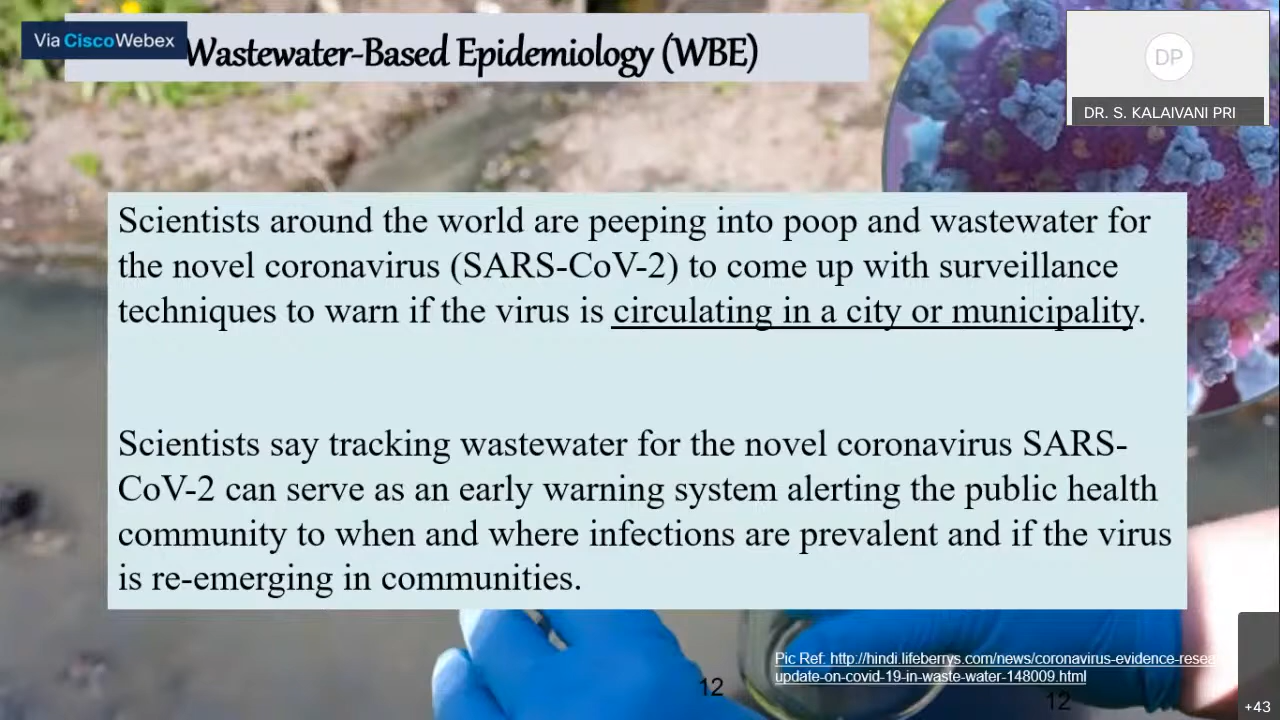 Via CiscoWebex
Wastewater-Based Epidemiology (WBE)
DP
DR. S. KALAIVANI PRI
Scientists around the world are peeping into poop and wastewater for
the novel coronavirus (SARS-CoV-2) to come up with surveillance
techniques to warn if the virus is circulating in a city or municipality.
Scientists say tracking wastewater for the novel coronavirus SARS-
CoV-2 can serve as an early warning system alerting the public health
community to when and where infections are prevalent and if the virus
is re-emerging in communities.
Pic Ref: http://hindi.lifeberrys.com/news/coronavirus-evidence-resea
update-on-covid-19-in-waste-water-148009.html
12
12
+43